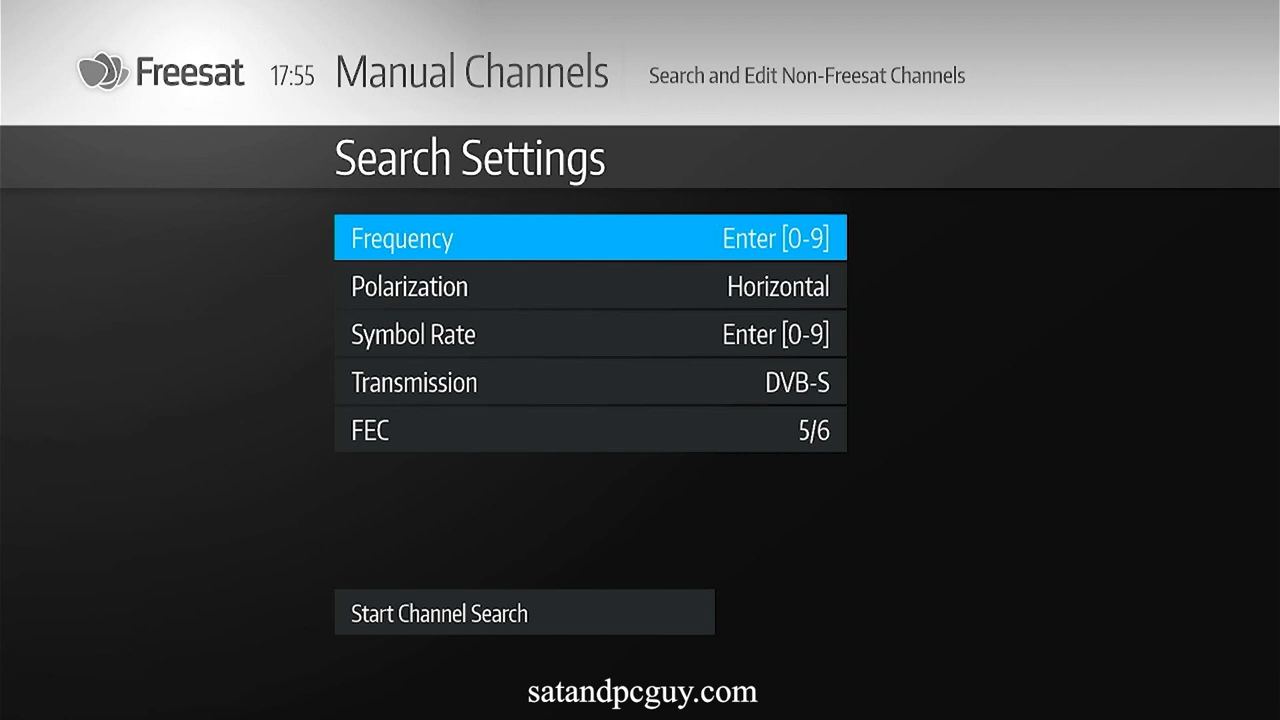 Freesat 17:55 Manual Channels Search and Edit Non-Freesat Channels
Search Settings
Frequency Enter [0-9]
Polarization Horizontal
Symbol Rate Enter [0-9]
Transmission DVB-S
FEC 5/6
Start Channel Search
satandpcguy.com